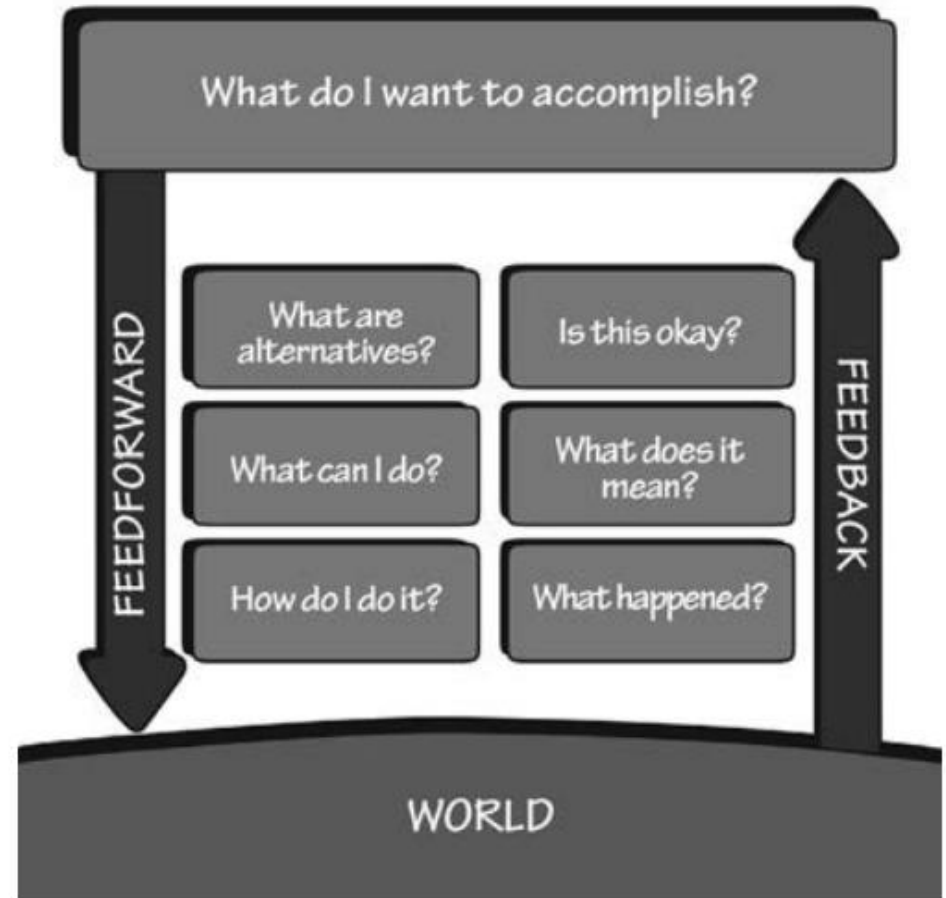 What do I want to accomplish?
FEEDFORWARD
What are
alternatives?
What can I do?
How do I do it?
Is this okay?
What does it
mean?
What happened?
FEEDBACK
WORLD